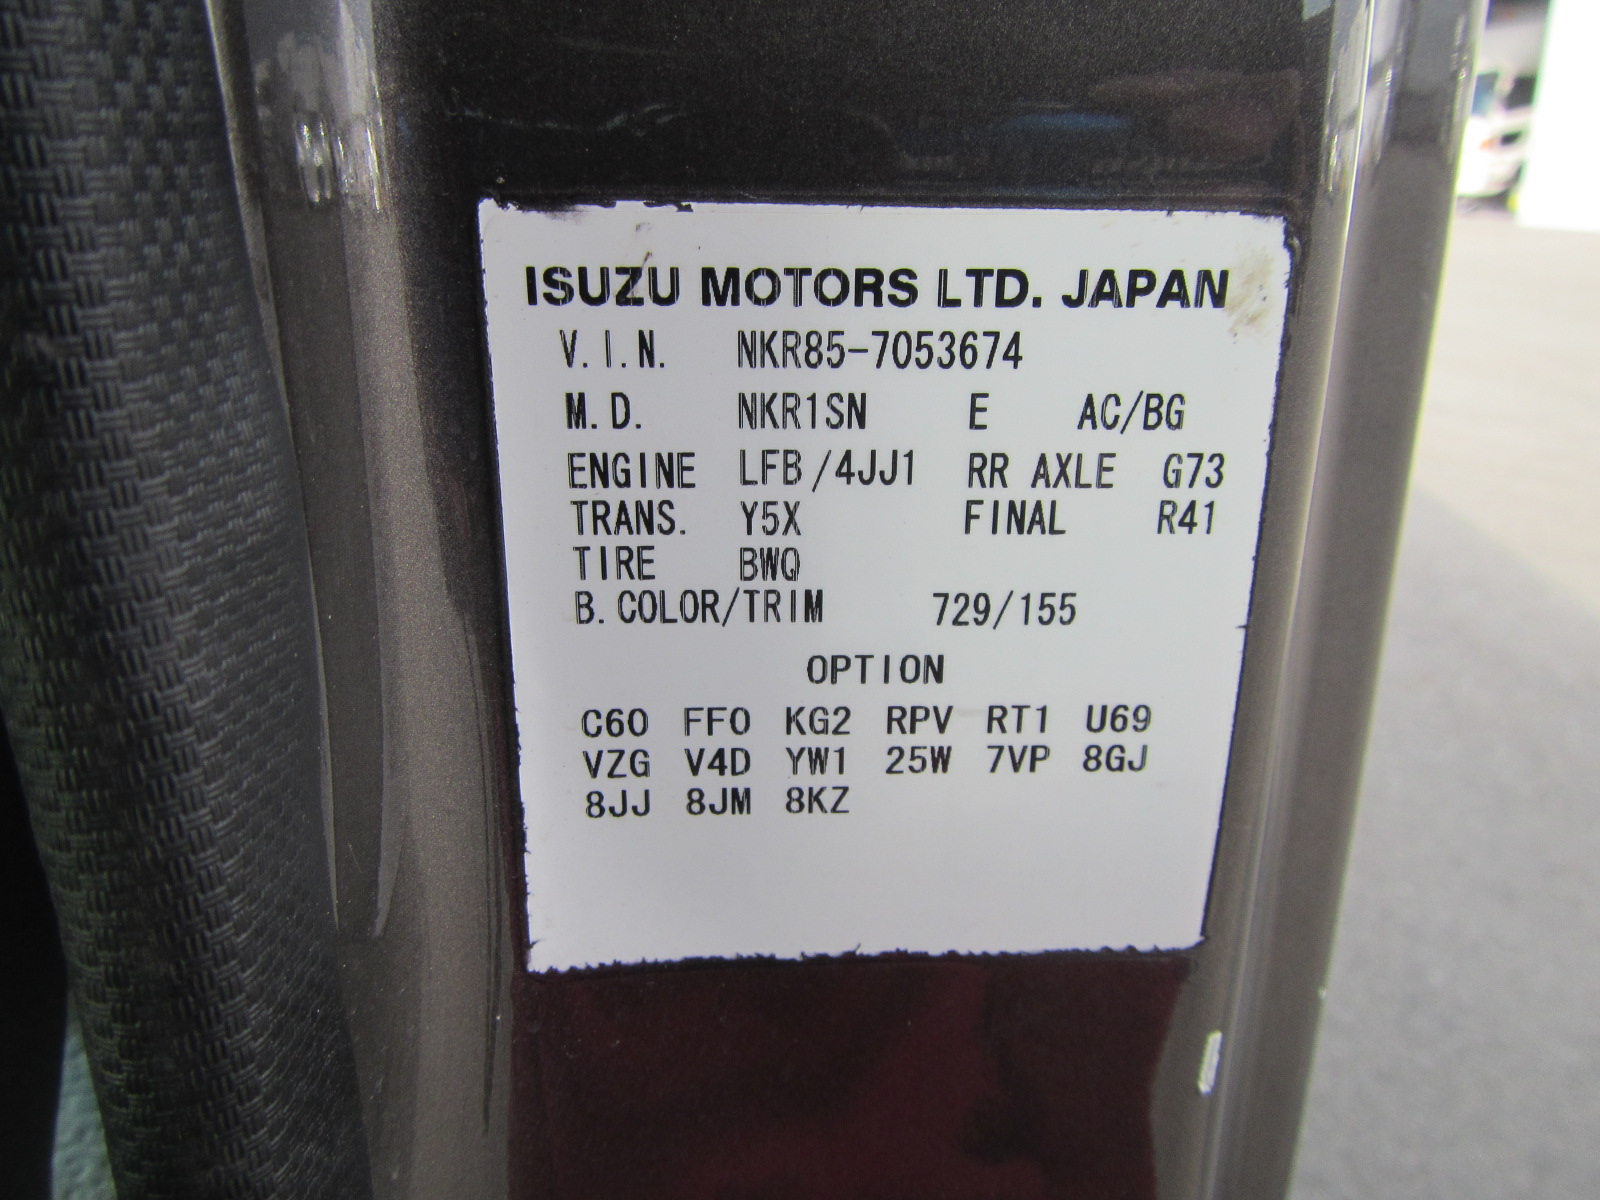 ISUZU MOTORS LTD. JAPAN
V.I.N. NKR85-7053674
M.D. NKR1SN E AC/BG
ENGINE LFB/4JJ1 RR AXLE G73
TRANS. Y5X FINAL R41
TIRE BWQ
B.COLOR/TRIM 729/155
OPTION
C60 FF0 KG2 RPV RT1 U69
VZG V4D YW1 25W 7VP 8GJ
8JJ 8JM 8KZ